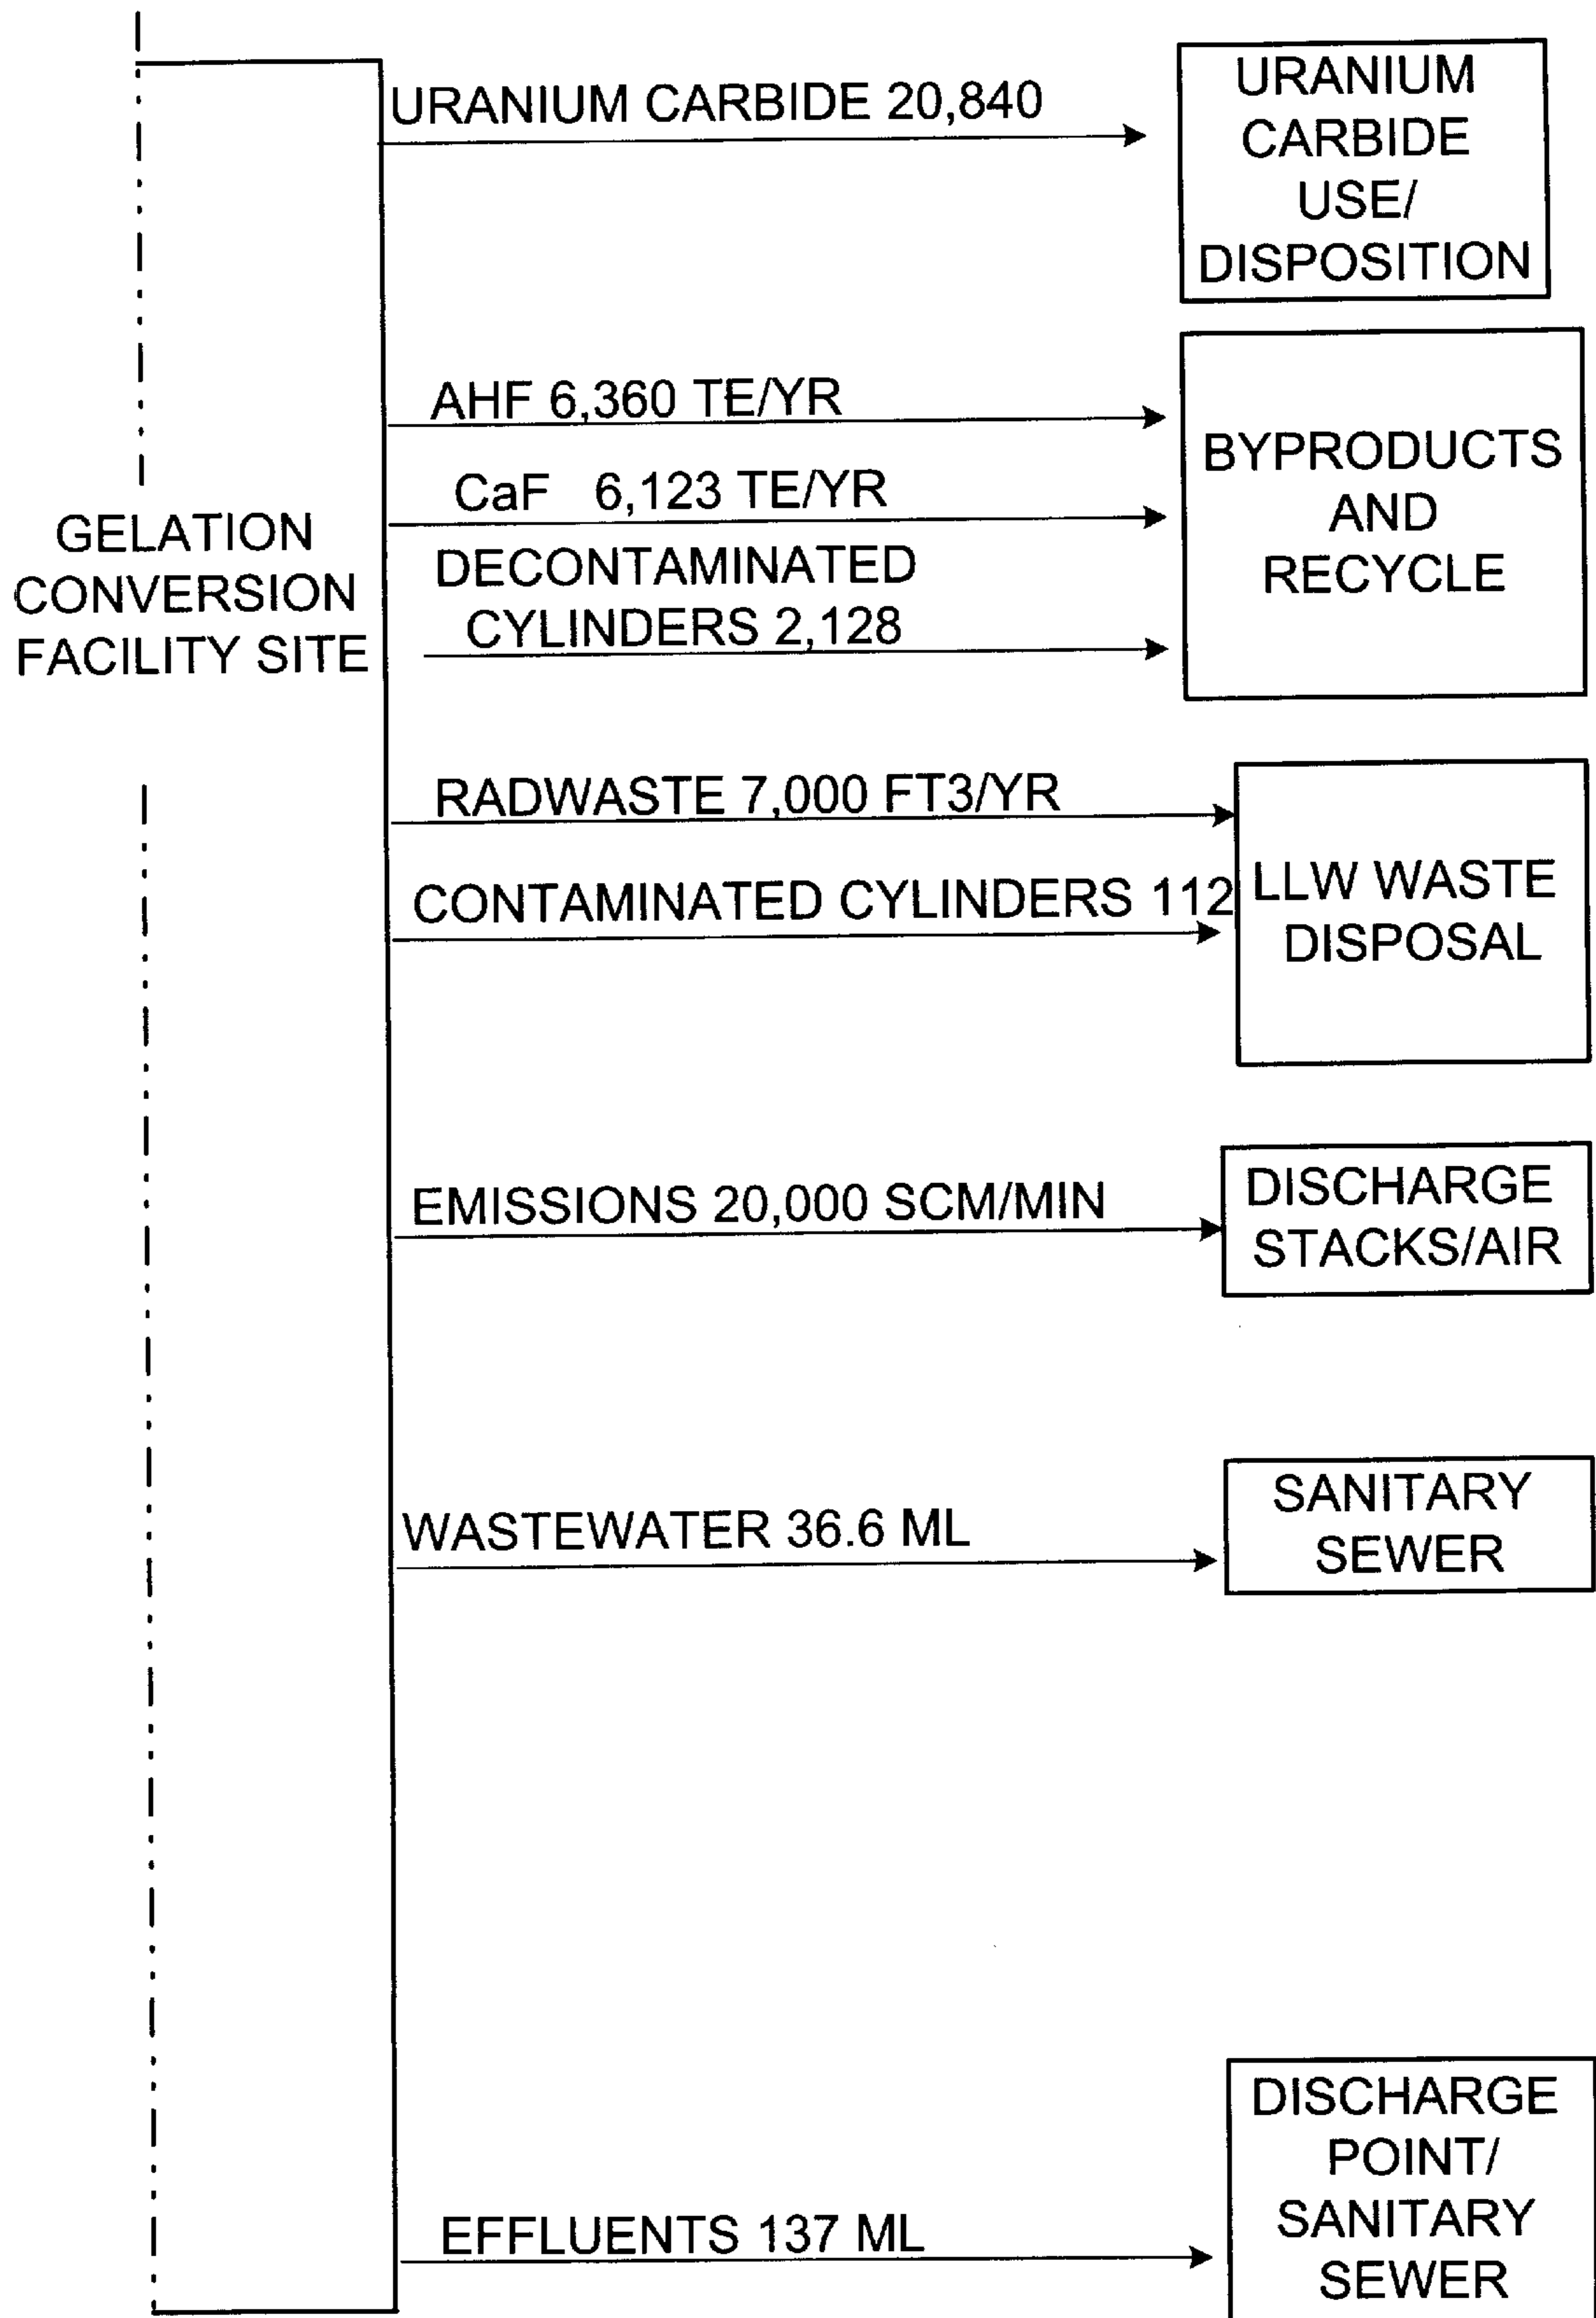 URANIUM CARBIDE 20,840
URANIUM
CARBIDE
USE/
DISPOSITION
AHF 6,360 TE/YR
CaF 6,123 TE/YR
DECONTAMINATED
CYLINDERS 2,128
BYPRODUCTS
AND
RECYCLE
GELATION
CONVERSION
FACILITY SITE
RADWASTE 7,000 FT3/YR
CONTAMINATED CYLINDERS 112
LLW WASTE
DISPOSAL
EMISSIONS 20,000 SCM/MIN
DISCHARGE
STACKS/AIR
WASTEWATER 36.6 ML
SANITARY
SEWER
EFFLUENTS 137 ML
DISCHARGE
POINT/
SANITARY
SEWER